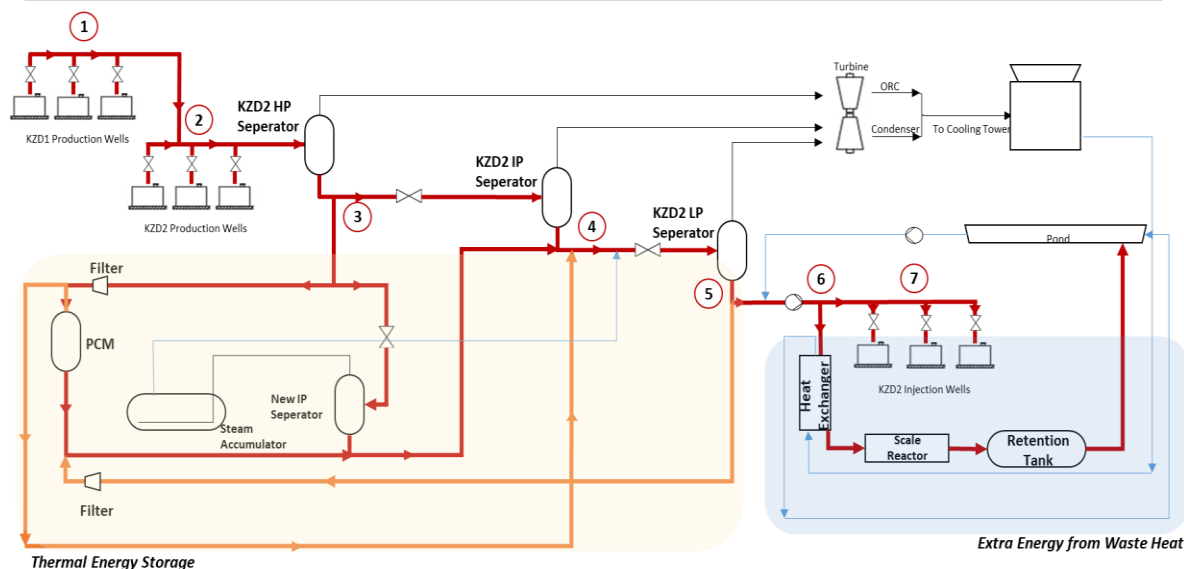 1
KZD1 Production Wells
2
KZD2 Production Wells
KZD2 HP
Seperator
3
KZD2 IP
Seperator
4
KZD2 LP
Seperator
5
Turbine
ORC
Condenser
To Cooling Tower
Pond
6
7
KZD2 Injection Wells
Filter
PCM
New IP
Seperator
Steam
Accumulator
Filter
Thermal Energy Storage
Heat
Exchanger
Scale
Reactor
Retention
Tank
Extra Energy from Waste Heat